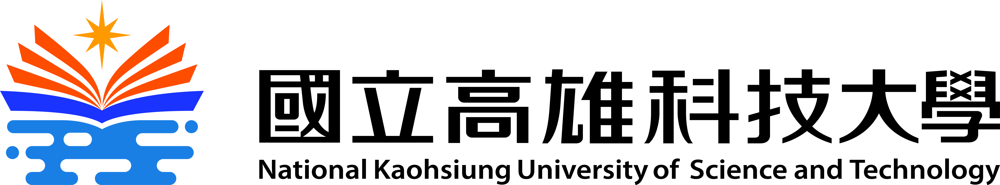 國立高雄科技大學
National Kaohsiung University of Science and Technology